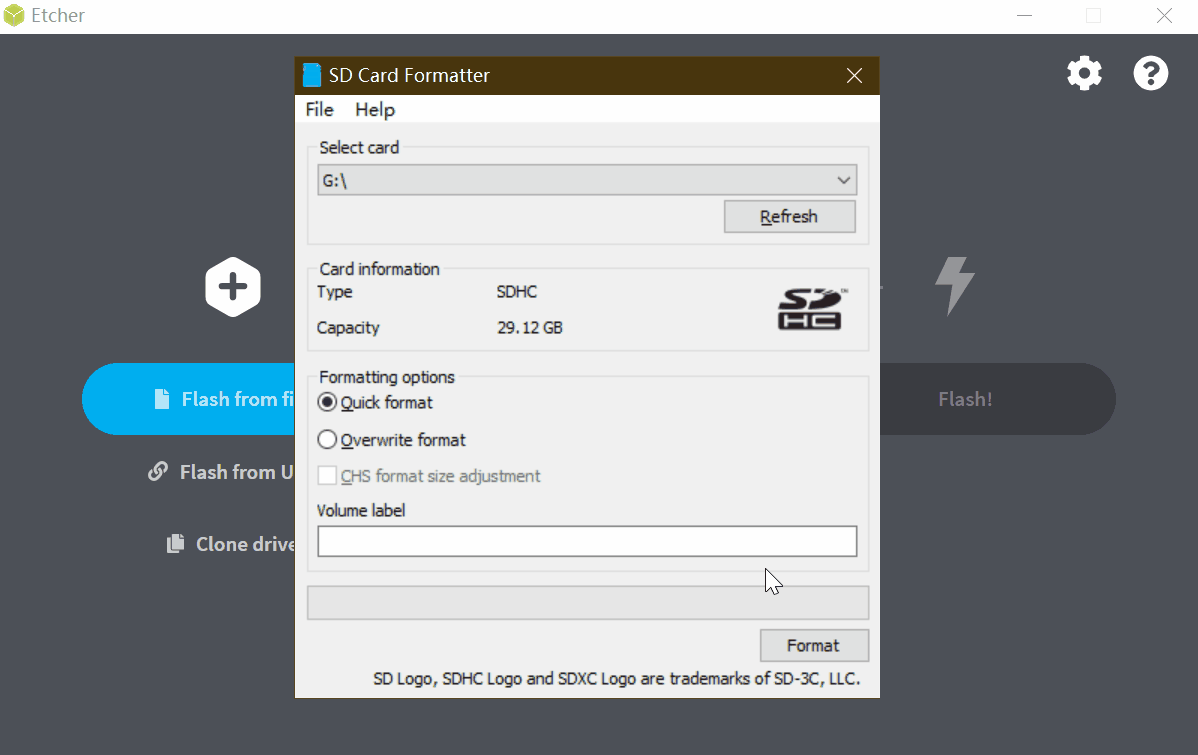 Etcher
SD Card Formatter
File Help
Select card
G:\
Refresh
Card information
Type SDHC
Capacity 29.12 GB
SD HC ™
Formatting options
Quick format
Overwrite format
CHS format size adjustment
Volume label
Format
SD Logo, SDHC Logo and SDXC Logo are trademarks of SD-3C, LLC.
Flash from fi
Flash from U
Clone drive
Flash!